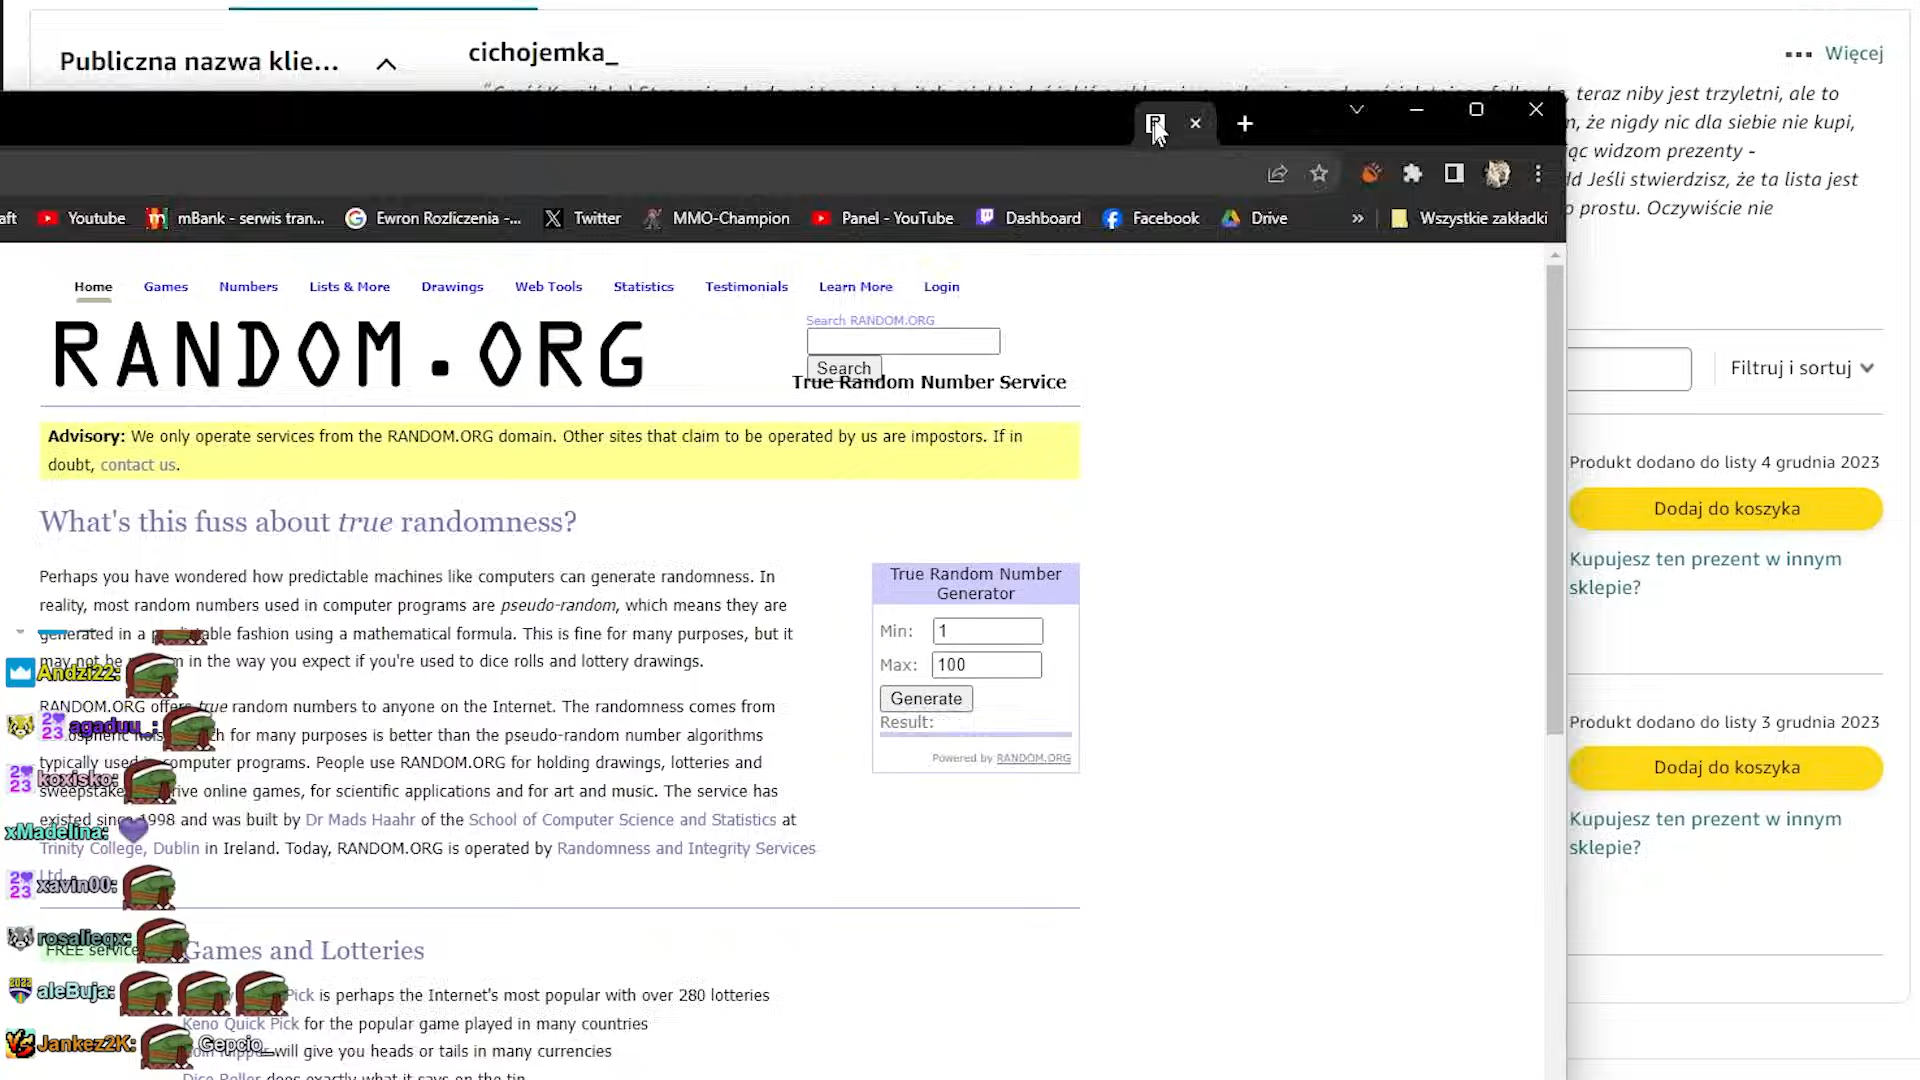 Publiczna nazwa klie...
cichojemka_
Więcej
, teraz niby jest trzyletni, ale to
, że nigdy nic dla siebie nie kupi,
widzom prezenty -
Jeśli stwierdzisz, że ta lista jest
prostu. Oczywiście nie
Youtube
mBank - serwis tran...
Ewron Rozliczenia -...
Twitter
MMO-Champion
Panel - YouTube
Dashboard
Facebook
Drive
»
Wszystkie zakładki
Home Games Numbers Lists & More Drawings Web Tools Statistics Testimonials Learn More Login
RANDOM.ORG
Search RANDOM.ORG
Search
True Random Number Service
Filtruj i sortuj
Advisory: We only operate services from the RANDOM.ORG domain. Other sites that claim to be operated by us are impostors. If in
doubt, contact us.
Produkt dodano do listy 4 grudnia 2023
Dodaj do koszyka
Kupujesz ten prezent w innym
sklepie?
What's this fuss about true randomness?
Perhaps you have wondered how predictable machines like computers can generate randomness. In
reality, most random numbers used in computer programs are pseudo-random, which means they are
generated in a predictable fashion using a mathematical formula. This is fine for many purposes, but it
may not be in the way you expect if you're used to dice rolls and lottery drawings.
RANDOM.ORG offers true random numbers to anyone on the Internet. The randomness comes from
for many purposes is better than the pseudo-random number algorithms
typically used computer programs. People use RANDOM.ORG for holding drawings, lotteries and
online games, for scientific applications and for art and music. The service has
existed since 1998 and was built by Dr Mads Haahr of the School of Computer Science and Statistics at
Trinity College, Dublin in Ireland. Today, RANDOM.ORG is operated by Randomness and Integrity Services
Ltd.
True Random Number
Generator
Min: 1
Max: 100
Generate
Result:
Powered by RANDOM.ORG
Produkt dodano do listy 3 grudnia 2023
Dodaj do koszyka
Kupujesz ten prezent w innym
sklepie?
Andzi22:
agaduu_:
koxisko:
xMadelina:
xavin00:
rosalieqx:
aleBuja:
Jankez2K: Gepcio_
FREE service
Games and Lotteries
Pick is perhaps the Internet's most popular with over 280 lotteries
Keno Quick Pick for the popular game played in many countries
will give you heads or tails in many currencies
Dice Roller does exactly what it says on the tin